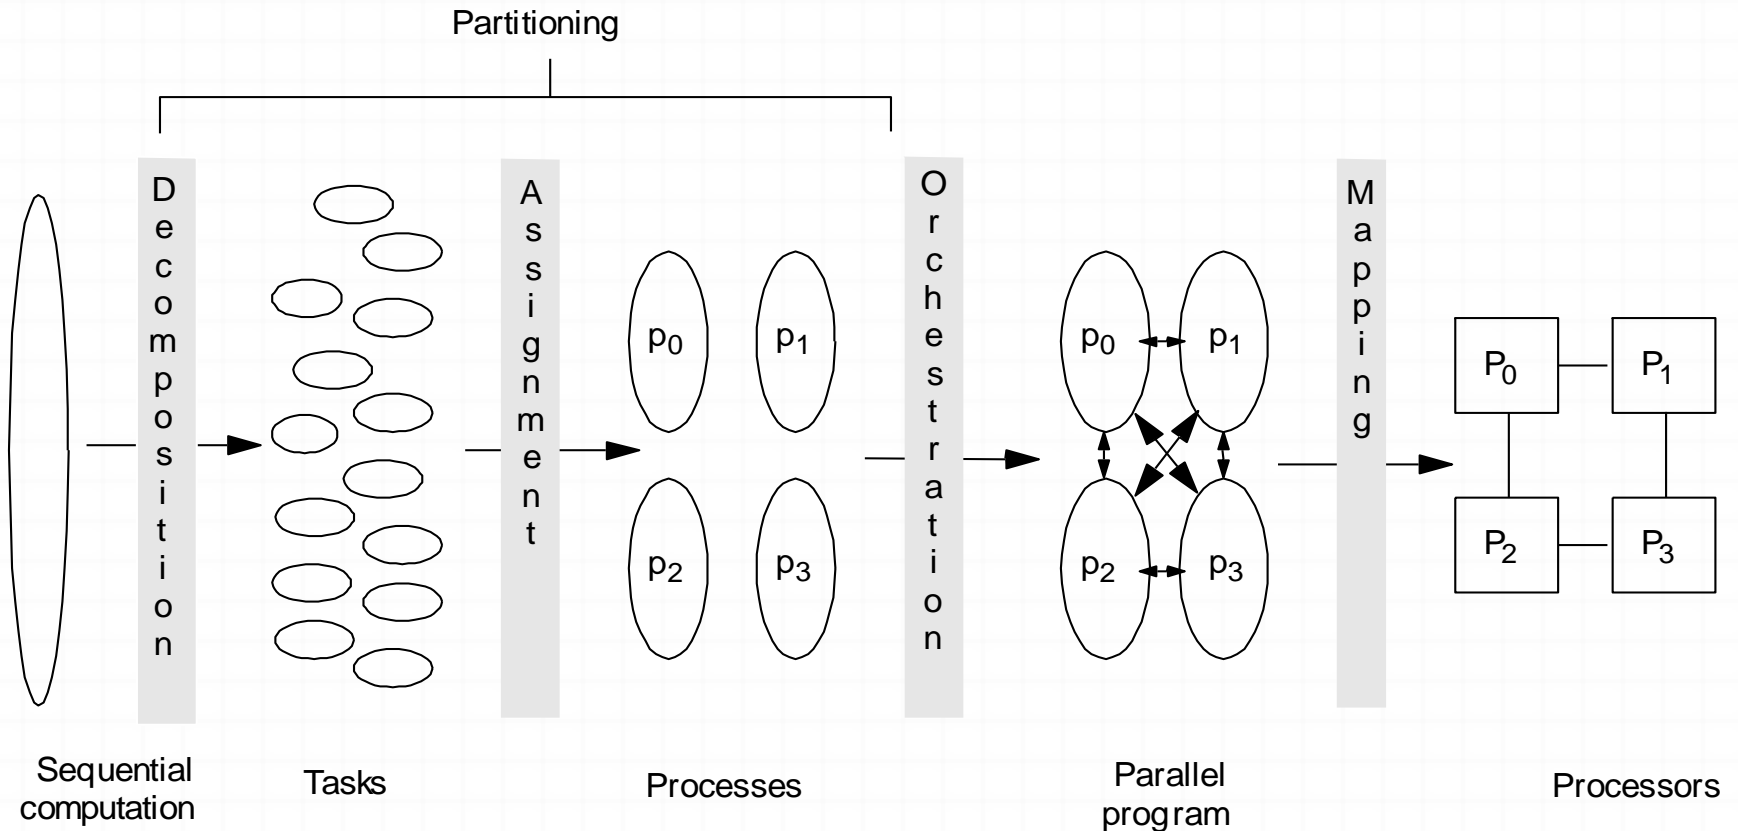 Partitioning
Decomposition
Assignment
Orchestration
Mapping
p0
p1
p2
p3
p0
p1
p2
p3
P0
P1
P2
P3
Sequential
computation
Tasks
Processes
Parallel
program
Processors